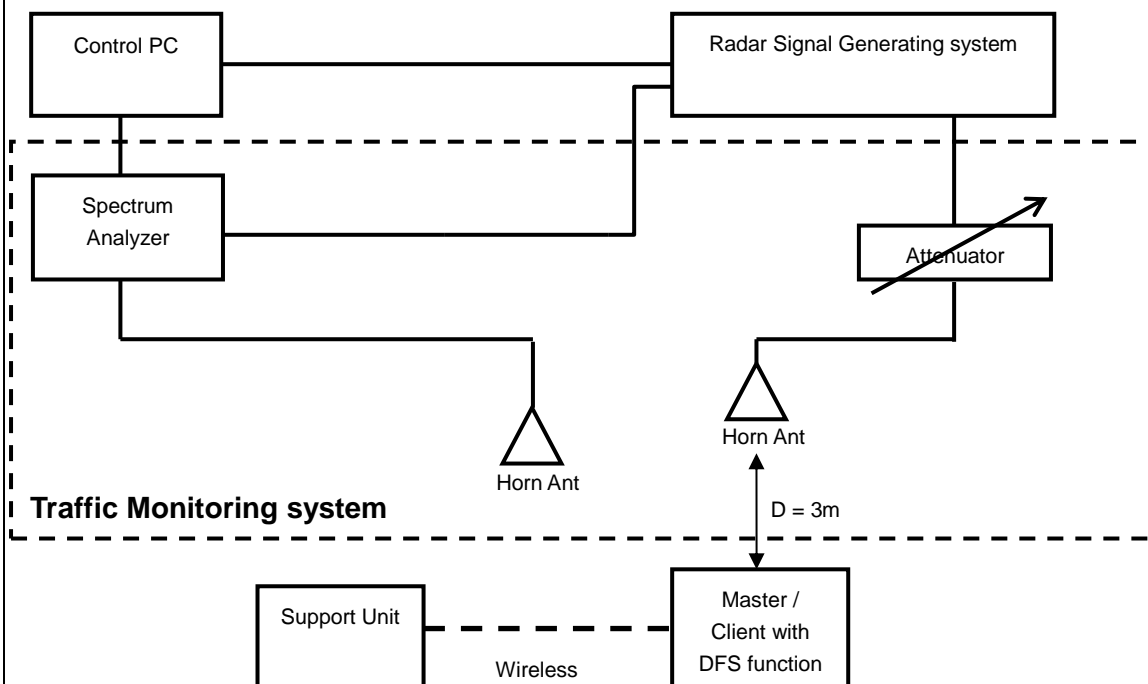 Control PC
Radar Signal Generating system
Spectrum
Analyzer
Attenuator
Horn Ant
Horn Ant
Traffic Monitoring system
D = 3m
Support Unit
Wireless
Master /
Client with
DFS function